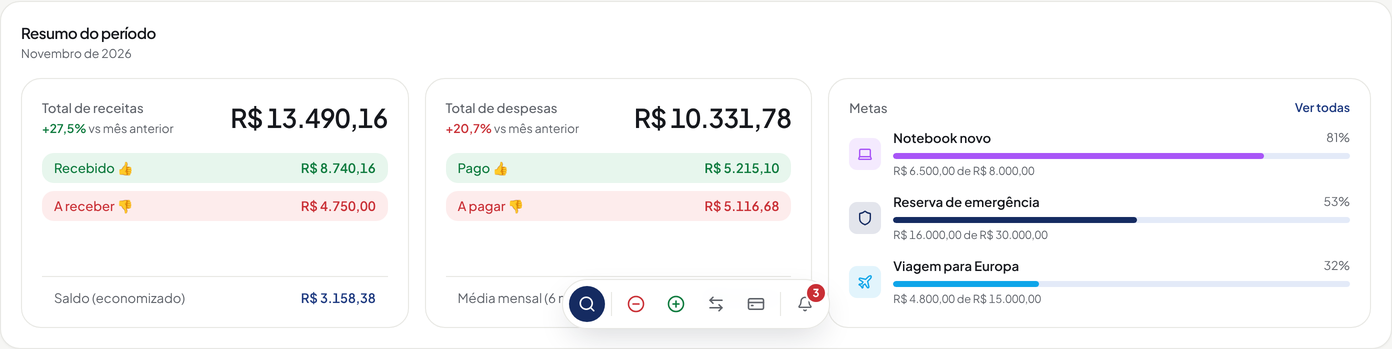 Resumo do período
Novembro de 2026
Total de receitas
+27,5% vs mês anterior
R$ 13.490,16
Recebido 👍
R$ 8.740,16
A receber 👎
R$ 4.750,00
Saldo (economizado)
R$ 3.158,38
Total de despesas
+20,7% vs mês anterior
R$ 10.331,78
Pago 👍
R$ 5.215,10
A pagar 👎
R$ 5.116,68
Média mensal (6
3
Metas
Ver todas
Notebook novo
81%
R$ 6.500,00 de R$ 8.000,00
Reserva de emergência
53%
R$ 16.000,00 de R$ 30.000,00
Viagem para Europa
32%
R$ 4.800,00 de R$ 15.000,00